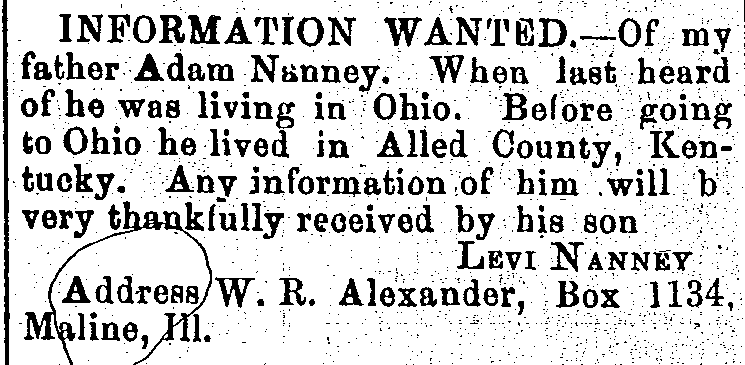 INFORMATION WANTED.—Of my
father Adam Nanney. When last heard
of he was living in Ohio. Before going
to Ohio he lived in Alled County, Ken-
tucky. Any information of him will b
very thankfully received by his son
LEVI NANNEY
Address W. R. Alexander, Box 1134,
Maline, Ill.